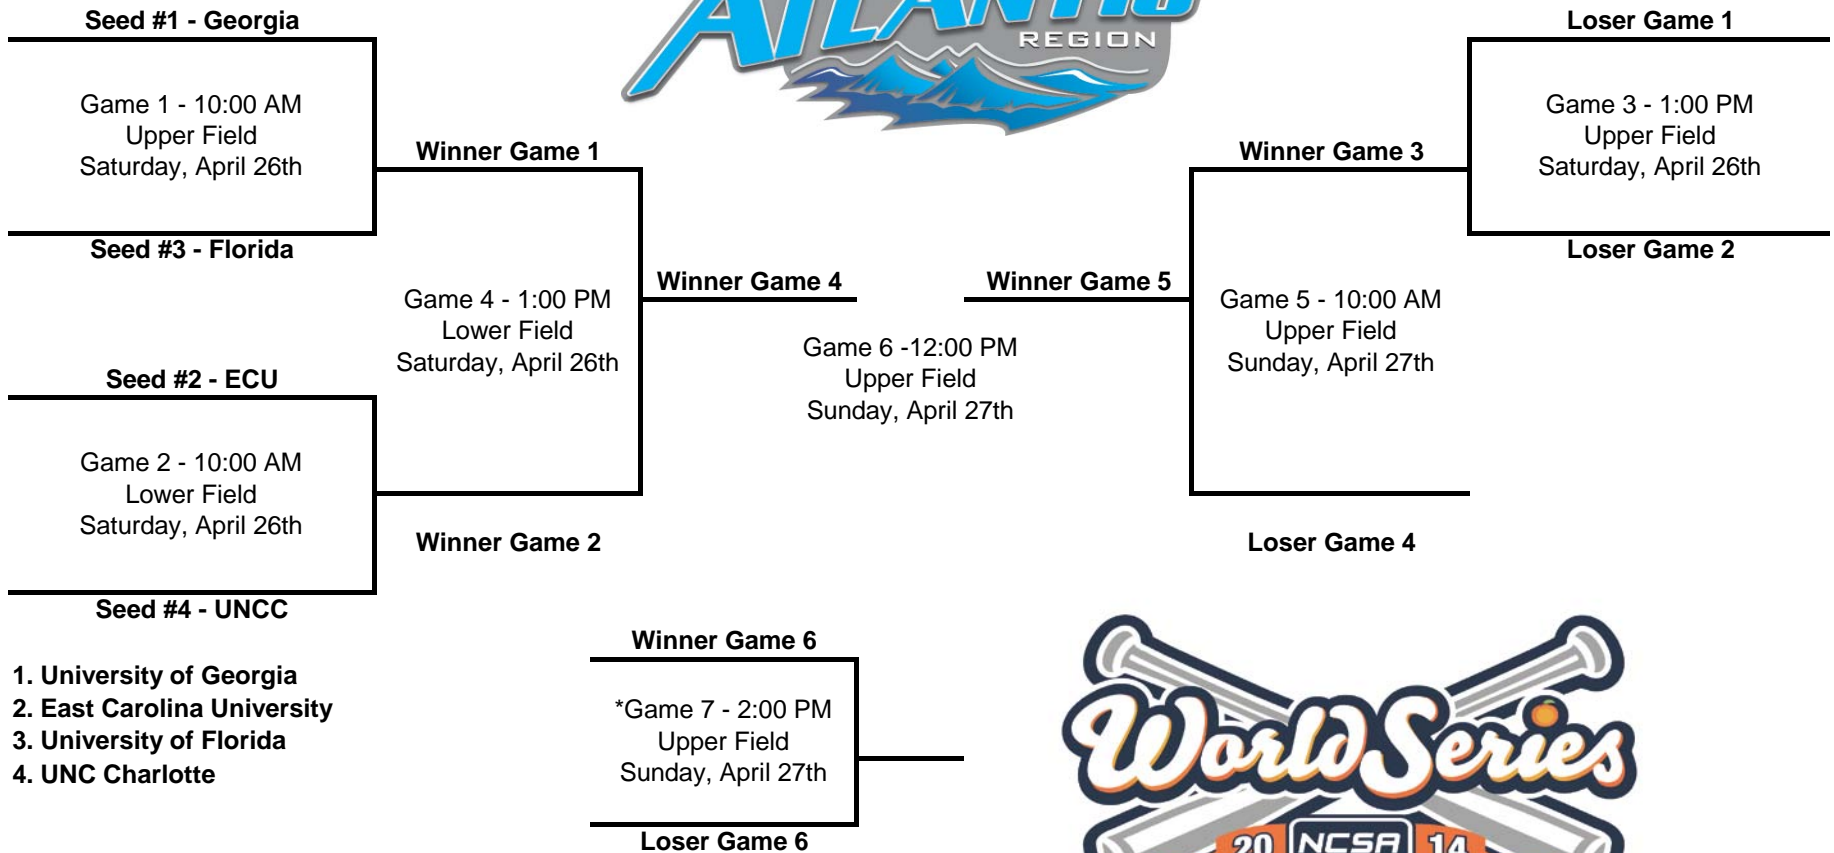 ATLANTIC
REGION
Seed #1 - Georgia
Game 1 - 10:00 AM
Upper Field
Saturday, April 26th
Seed #3 - Florida
Winner Game 1
Game 4 - 1:00 PM
Lower Field
Saturday, April 26th
Seed #2 - ECU
Game 2 - 10:00 AM
Lower Field
Saturday, April 26th
Seed #4 - UNCC
Winner Game 2
Winner Game 4
Winner Game 5
Game 6 -12:00 PM
Upper Field
Sunday, April 27th
Loser Game 1
Game 3 - 1:00 PM
Upper Field
Saturday, April 26th
Loser Game 2
Winner Game 3
Game 5 - 10:00 AM
Upper Field
Sunday, April 27th
Loser Game 4
1. University of Georgia
2. East Carolina University
3. University of Florida
4. UNC Charlotte
Winner Game 6
*Game 7 - 2:00 PM
Upper Field
Sunday, April 27th
Loser Game 6
World Series
20 NCSA 14